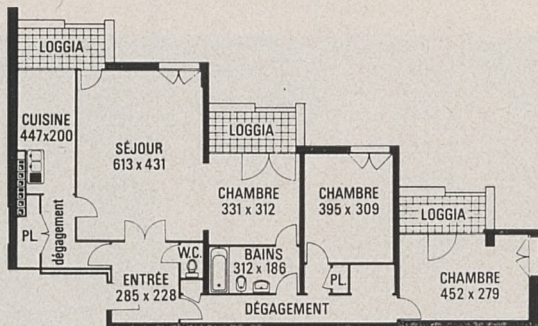 LOGGIA
CUISINE
447x200
SÉJOUR
613 x 431
LOGGIA
CHAMBRE
331 x 312
CHAMBRE
395 x 309
LOGGIA
PL.
dégagement
W.C.
BAINS
312 x 186
PL.
ENTRÉE
285 x 228
CHAMBRE
452 x 279
DÉGAGEMENT